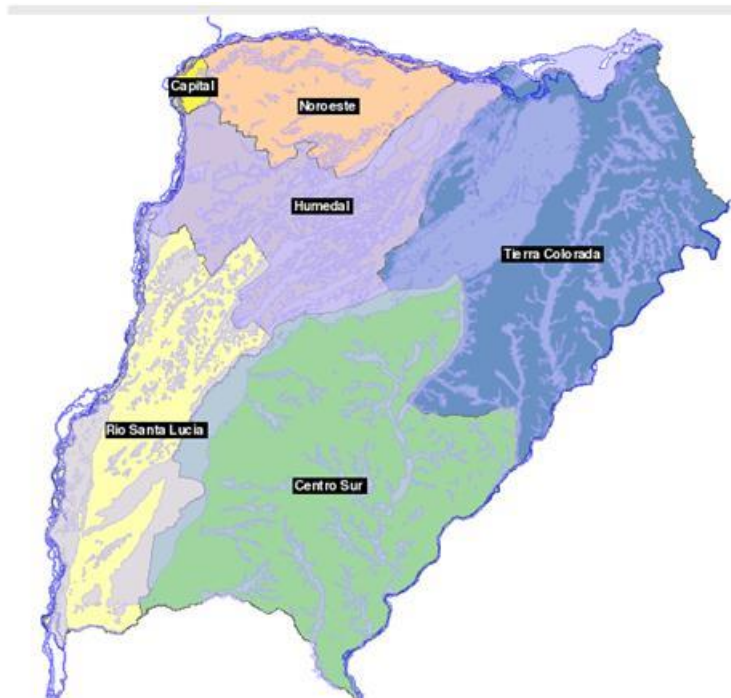 Capital
Noroeste
Humedal
Tierra Colorada
Rio Santa Lucia
Centro Sur